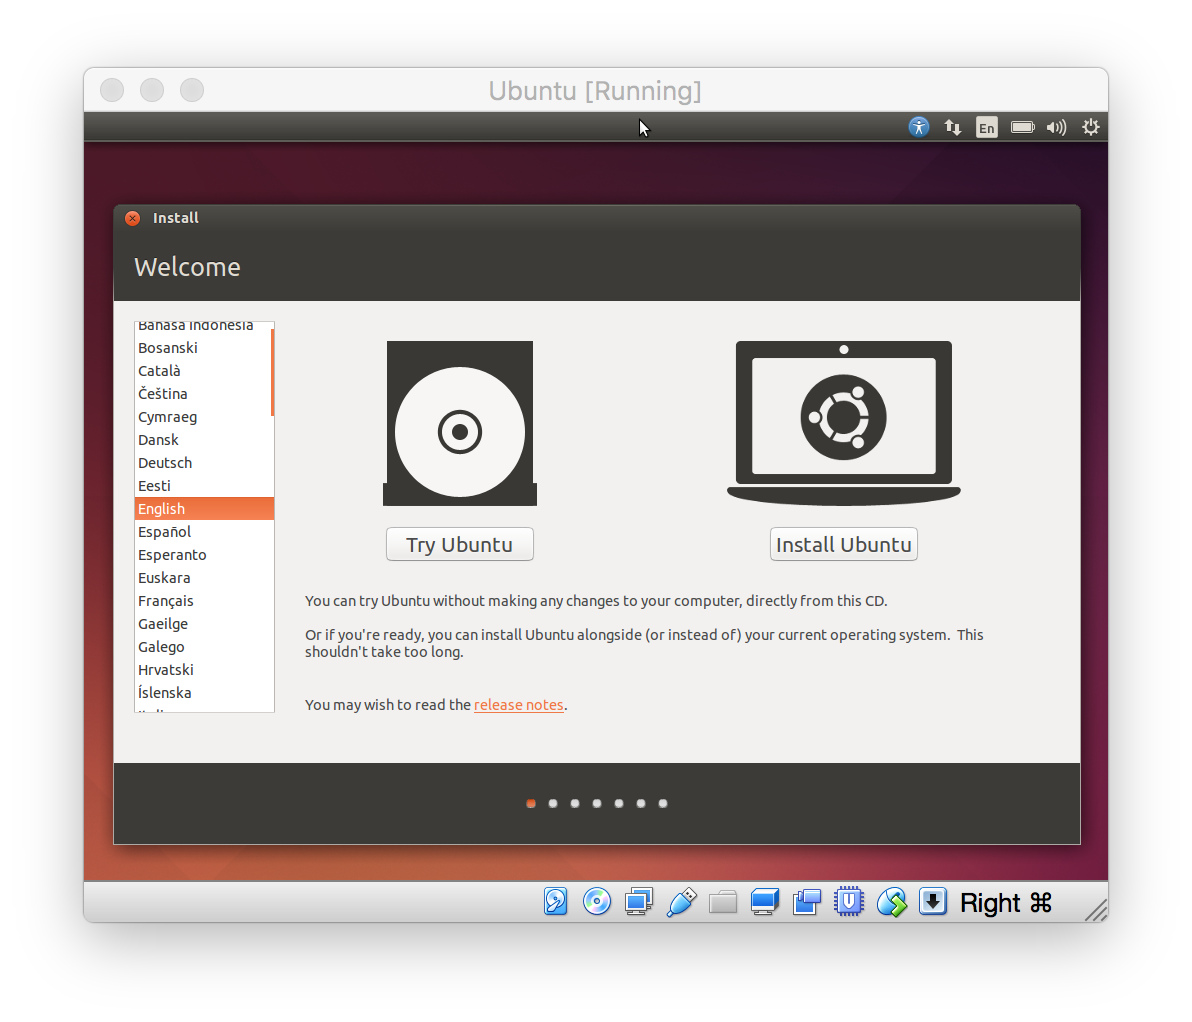 Ubuntu [Running]
En
Install
Welcome
Bahasa Indonesia
Bosanski
Català
Čeština
Cymraeg
Dansk
Deutsch
Eesti
English
Español
Esperanto
Euskara
Français
Gaeilge
Galego
Hrvatski
Íslenska
Try Ubuntu
Install Ubuntu
You can try Ubuntu without making any changes to your computer, directly from this CD.
Or if you're ready, you can install Ubuntu alongside (or instead of) your current operating system. This
shouldn't take too long.
You may wish to read the release notes.
Right ⌘